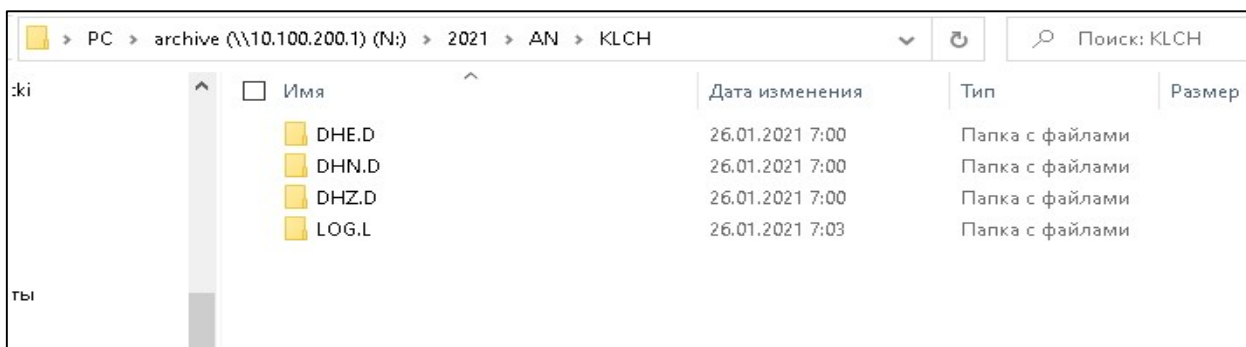 PC > archive (\\10.100.200.1) (N:) > 2021 > AN > KLCH Поиск: KLCH
Имя Дата изменения Тип Размер
DHE.D 26.01.2021 7:00 Папка с файлами
DHN.D 26.01.2021 7:00 Папка с файлами
DHZ.D 26.01.2021 7:00 Папка с файлами
LOG.L 26.01.2021 7:03 Папка с файлами